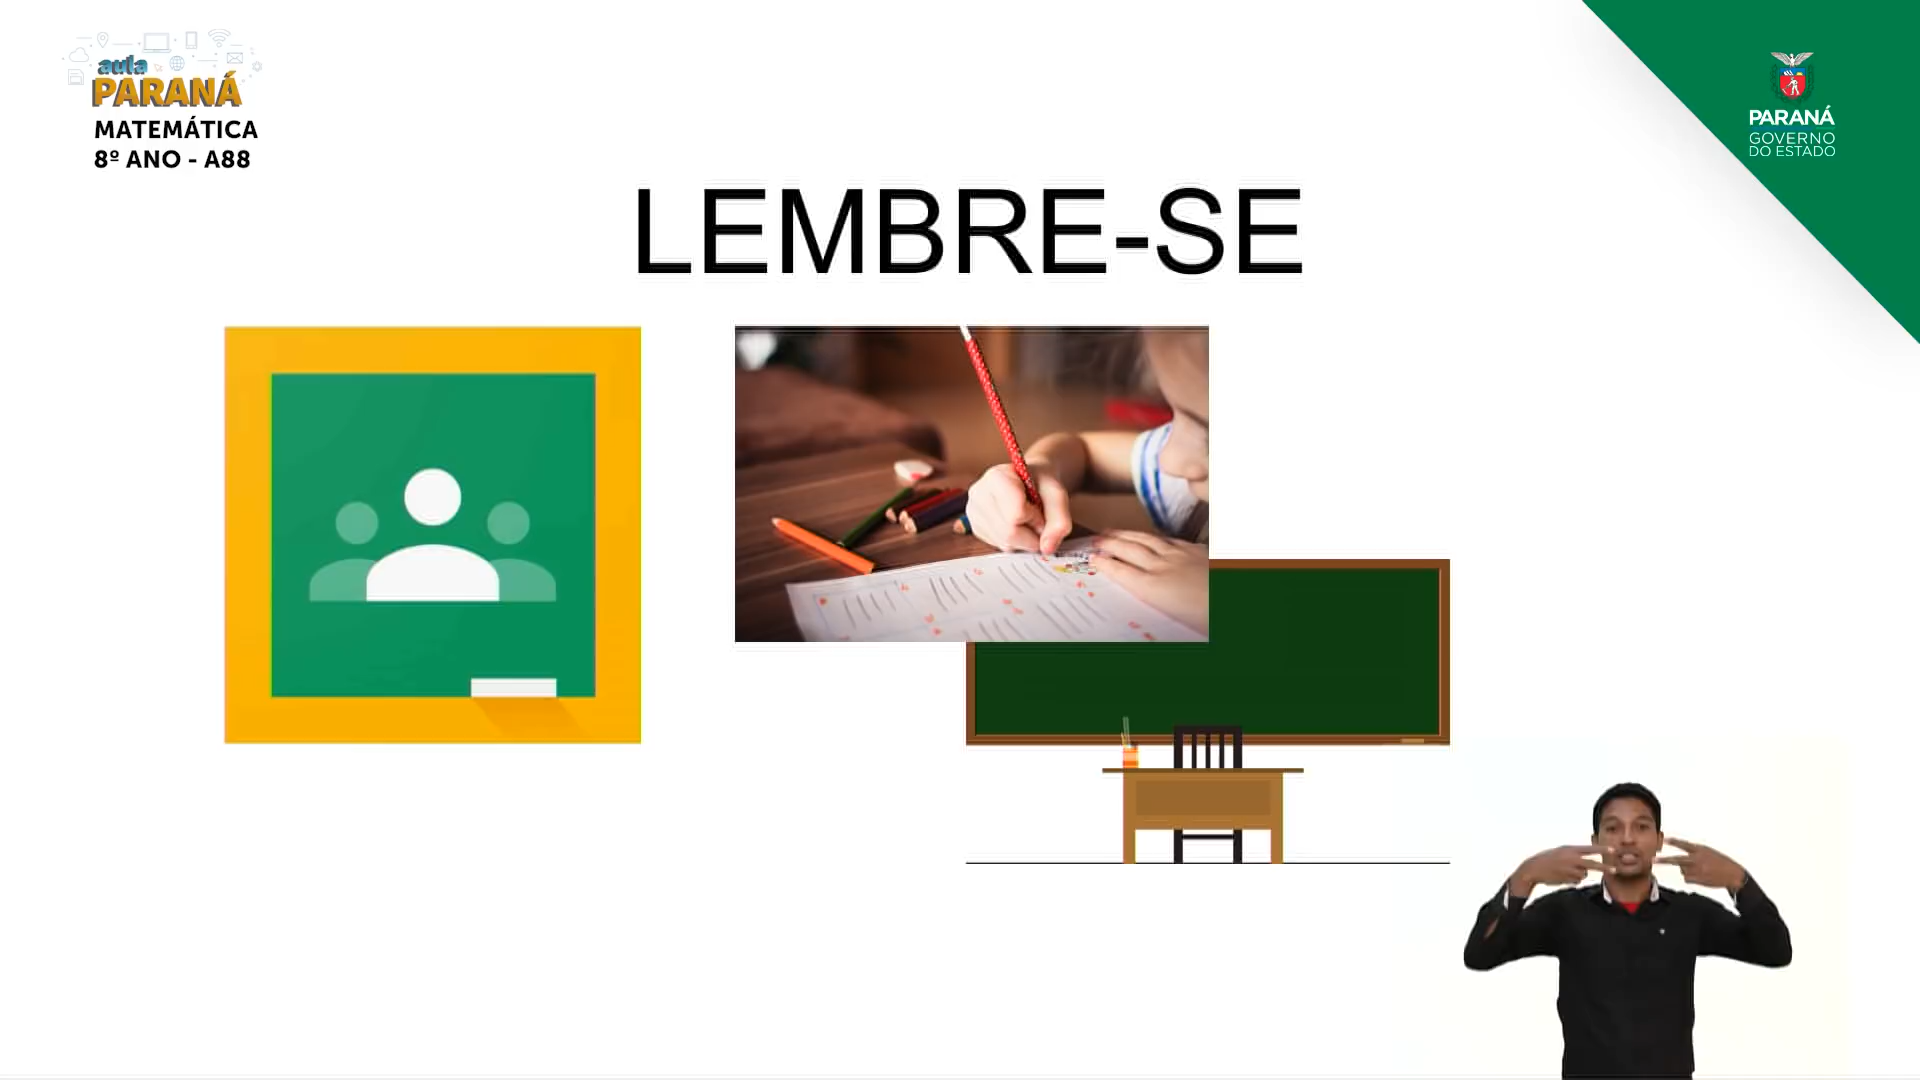 aula
PARANÁ
MATEMÁTICA
8º ANO - A88
PARANÁ
GOVERNO
DO ESTADO
LEMBRE-SE